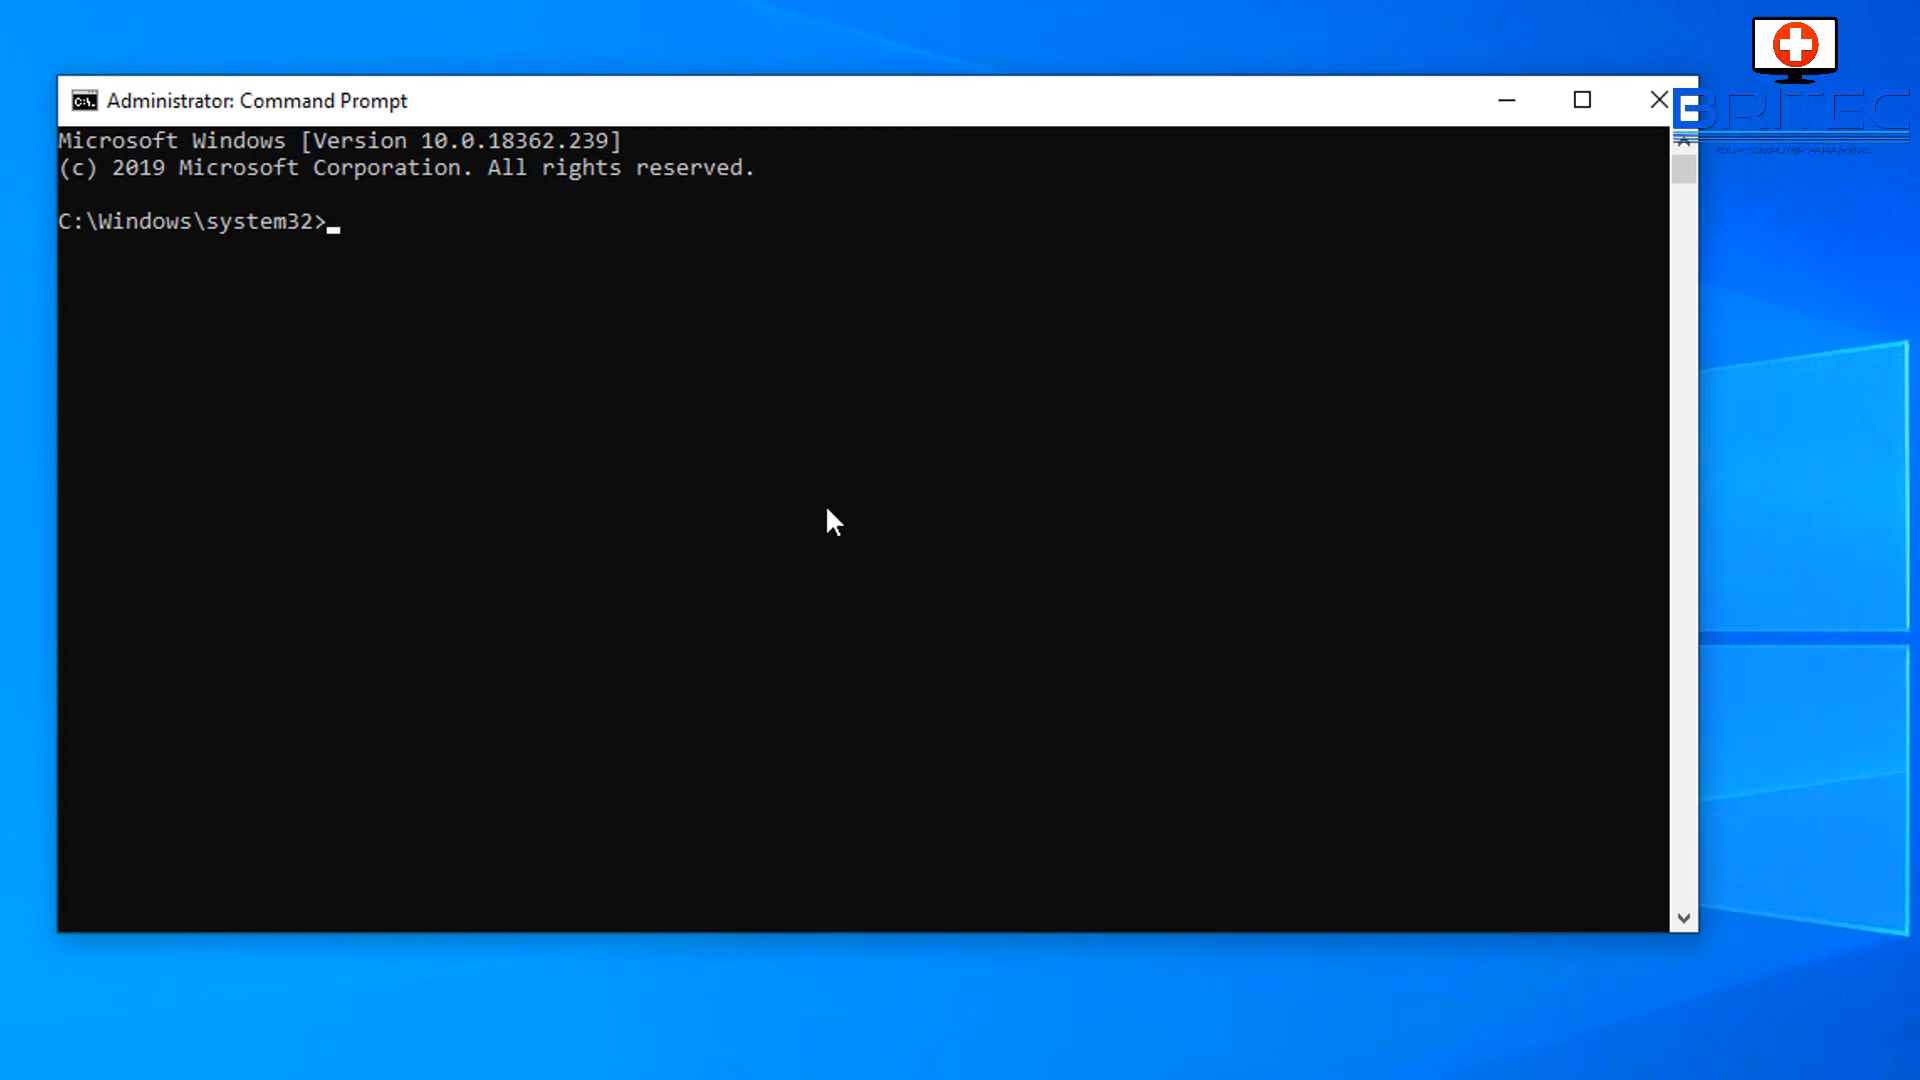 BRITEC
Administrator: Command Prompt
Microsoft Windows [Version 10.0.18362.239]
(c) 2019 Microsoft Corporation. All rights reserved.
C:\Windows\system32>